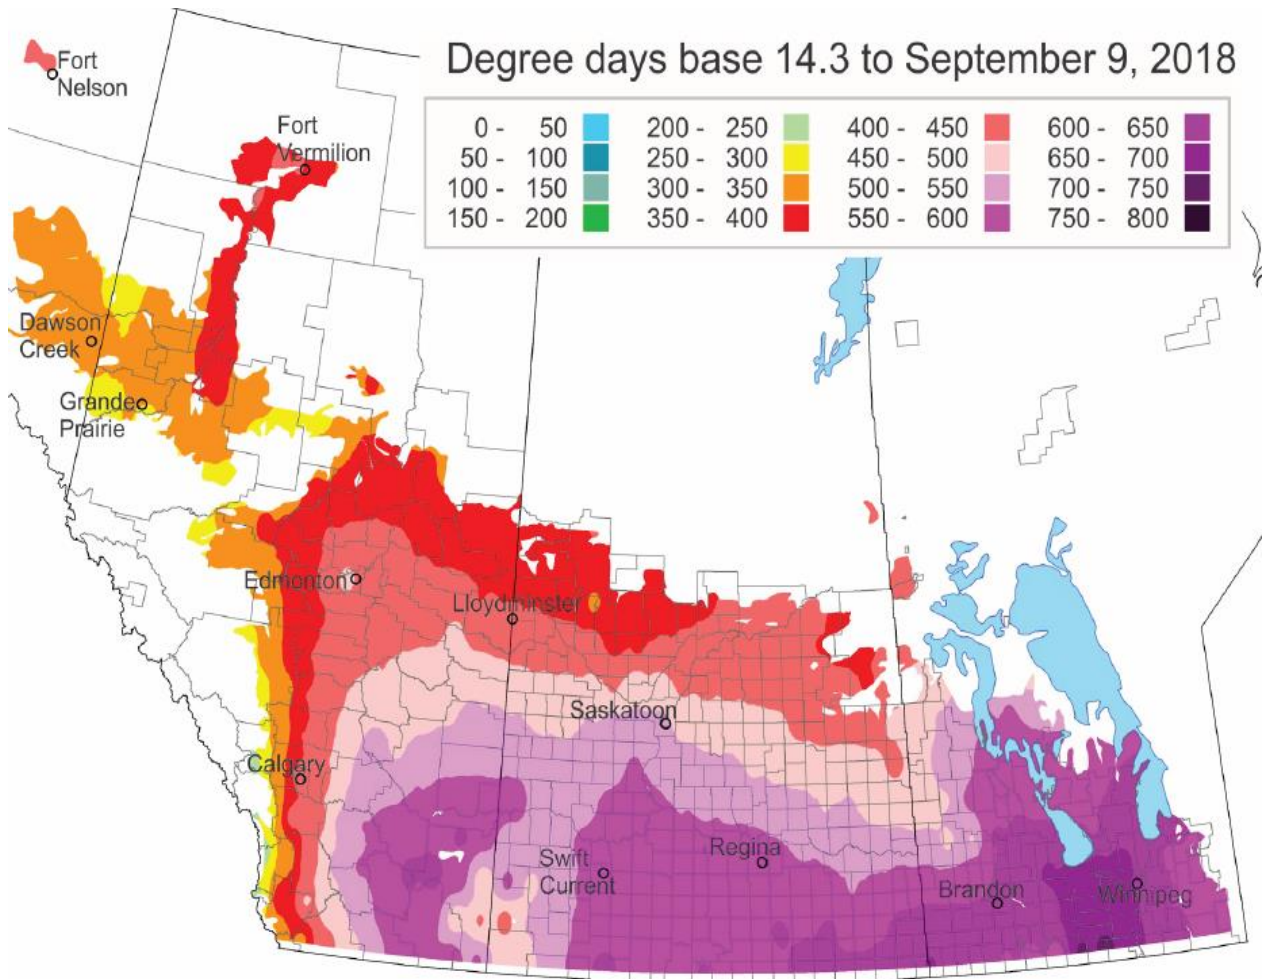 Degree days base 14.3 to September 9, 2018
0 - 50
50 - 100
100 - 150
150 - 200
200 - 250
250 - 300
300 - 350
350 - 400
400 - 450
450 - 500
500 - 550
550 - 600
600 - 650
650 - 700
700 - 750
750 - 800
Fort
Nelson
Fort
Vermilion
Dawson
Creek
Grande
Prairie
Edmonton
Lloydminster
Saskatoon
Calgary
Swift
Current
Regina
Brandon
Winnipeg